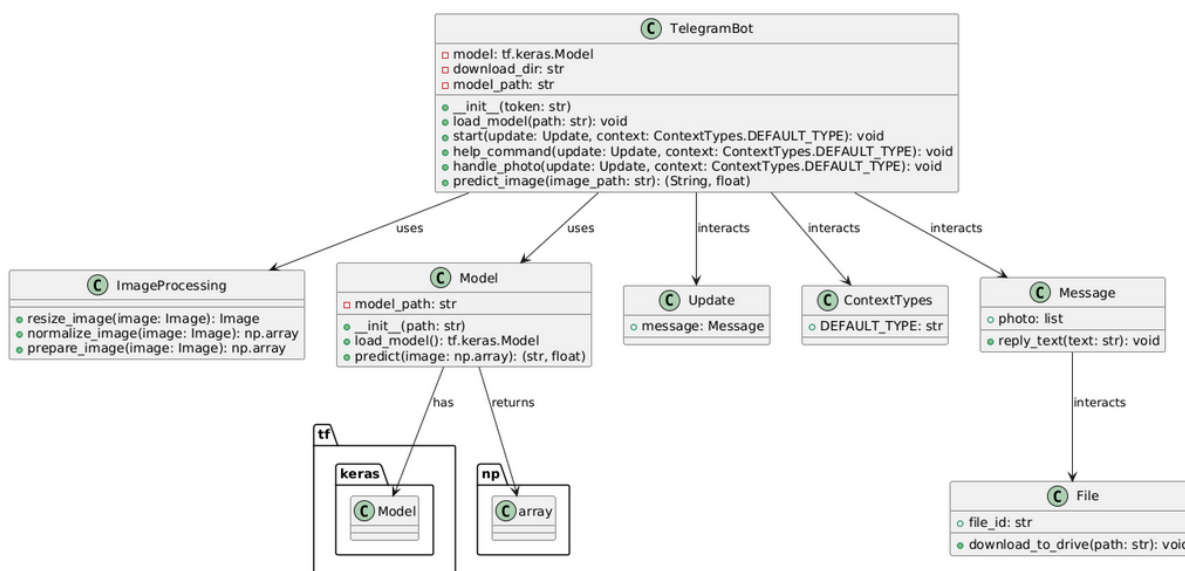 C TelegramBot
model: tf.keras.Model
download_dir: str
model_path: str
__init__(token: str)
load_model(path: str): void
start(update: Update, context: ContextTypes.DEFAULT_TYPE): void
help_command(update: Update, context: ContextTypes.DEFAULT_TYPE): void
handle_photo(update: Update, context: ContextTypes.DEFAULT_TYPE): void
predict_image(image_path: str): (String, float)
uses
uses
interacts
interacts
interacts
C ImageProcessing
resize_image(image: Image): Image
normalize_image(image: Image): np.array
prepare_image(image: Image): np.array
C Model
model_path: str
__init__(path: str)
load_model(): tf.keras.Model
predict(image: np.array): (str, float)
C Update
message: Message
C ContextTypes
DEFAULT_TYPE: str
C Message
photo: list
reply_text(text: str): void
has
returns
interacts
tf
keras
C Model
np
C array
C File
file_id: str
download_to_drive(path: str): void